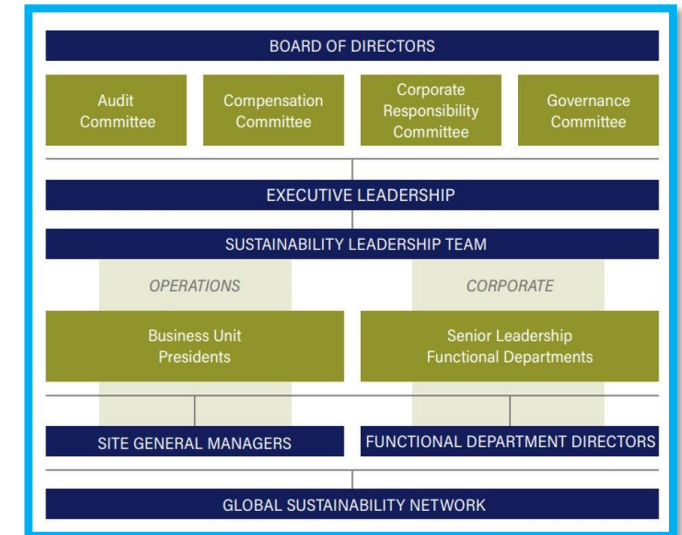 BOARD OF DIRECTORS
Audit
Committee
Compensation
Committee
Corporate
Responsibility
Committee
Governance
Committee
EXECUTIVE LEADERSHIP
SUSTAINABILITY LEADERSHIP TEAM
OPERATIONS
CORPORATE
Business Unit
Presidents
Senior Leadership
Functional Departments
SITE GENERAL MANAGERS
FUNCTIONAL DEPARTMENT DIRECTORS
GLOBAL SUSTAINABILITY NETWORK